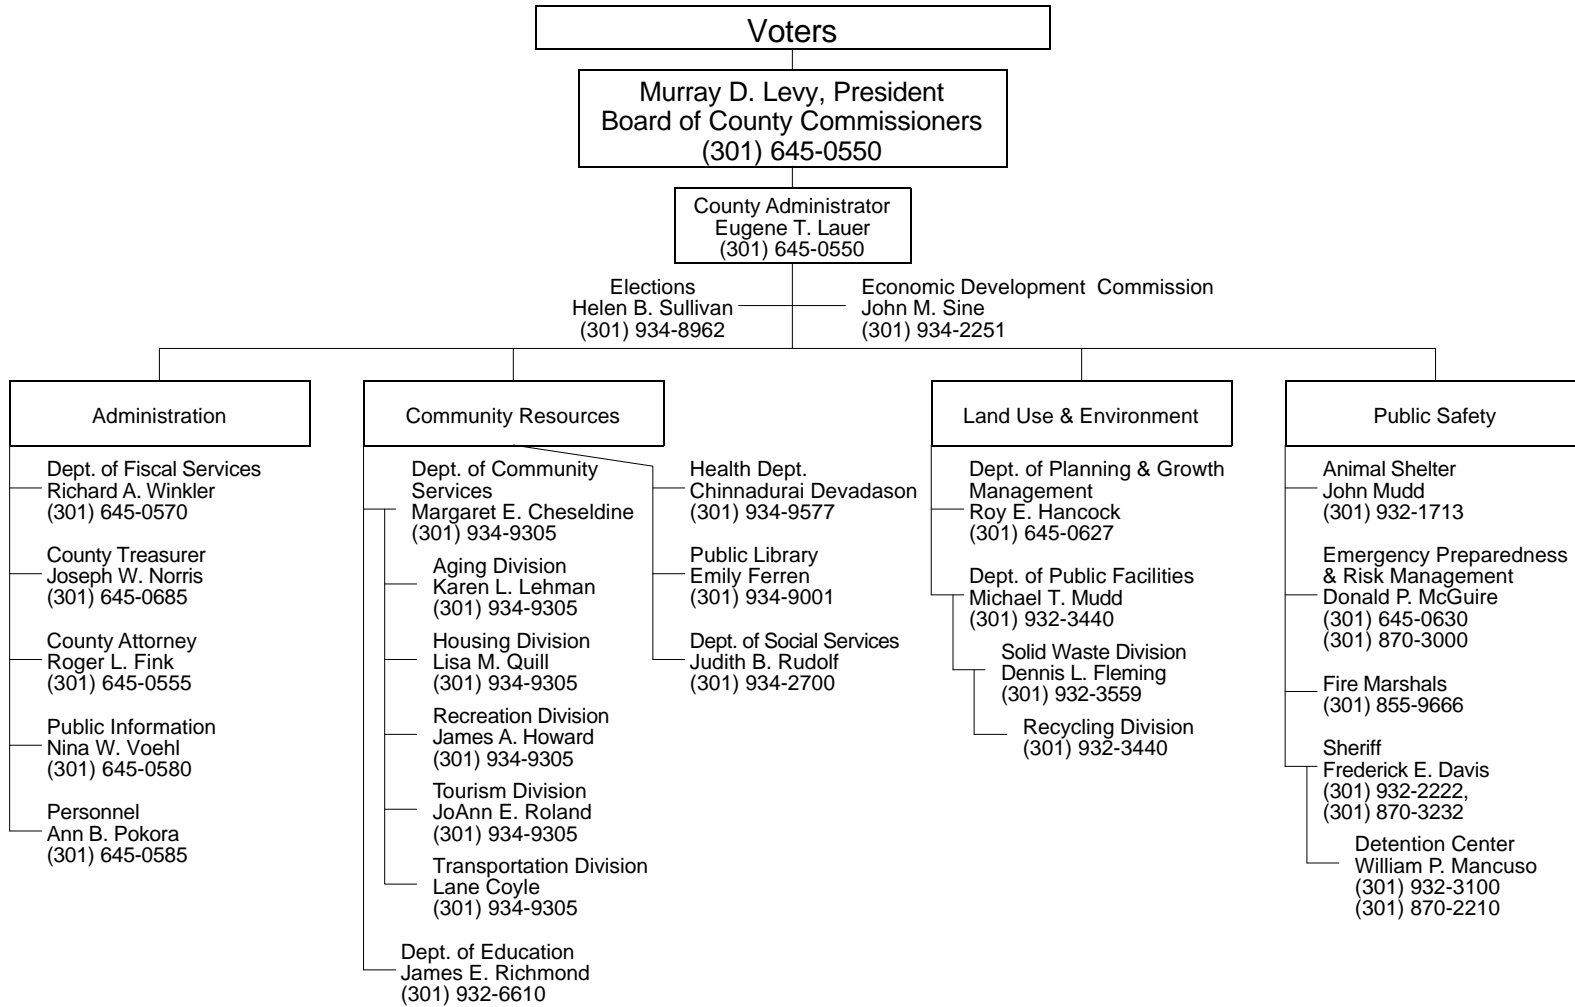 Voters
Murray D. Levy, President
Board of County Commissioners
(301) 645-0550
County Administrator
Eugene T. Lauer
(301) 645-0550
Elections
Helen B. Sullivan
(301) 934-8962
Economic Development  Commission
John M. Sine
(301) 934-2251
Administration
Dept. of Fiscal Services
Richard A. Winkler
(301) 645-0570
County Treasurer
Joseph W. Norris
(301) 645-0685
County Attorney
Roger L. Fink
(301) 645-0555
Public Information
Nina W. Voehl
(301) 645-0580
Personnel
Ann B. Pokora
(301) 645-0585
Community Resources
Dept. of Community
Services
Margaret E. Cheseldine
(301) 934-9305
Aging Division
Karen L. Lehman
(301) 934-9305
Housing Division
Lisa M. Quill
(301) 934-9305
Recreation Division
James A. Howard
(301) 934-9305
Tourism Division
JoAnn E. Roland
(301) 934-9305
Transportation Division
Lane Coyle
(301) 934-9305
Dept. of Education
James E. Richmond
(301) 932-6610
Health Dept.
Chinnadurai Devadason
(301) 934-9577
Public Library
Emily Ferren
(301) 934-9001
Dept. of Social Services
Judith B. Rudolf
(301) 934-2700
Land Use & Environment
Dept. of Planning & Growth
Management
Roy E. Hancock
(301) 645-0627
Dept. of Public Facilities
Michael T. Mudd
(301) 932-3440
Solid Waste Division
Dennis L. Fleming
(301) 932-3559
Recycling Division
(301) 932-3440
Public Safety
Animal Shelter
John Mudd
(301) 932-1713
Emergency Preparedness
& Risk Management
Donald P. McGuire
(301) 645-0630
(301) 870-3000
Fire Marshals
(301) 855-9666
Sheriff
Frederick E. Davis
(301) 932-2222,
(301) 870-3232
Detention Center
William P. Mancuso
(301) 932-3100
(301) 870-2210